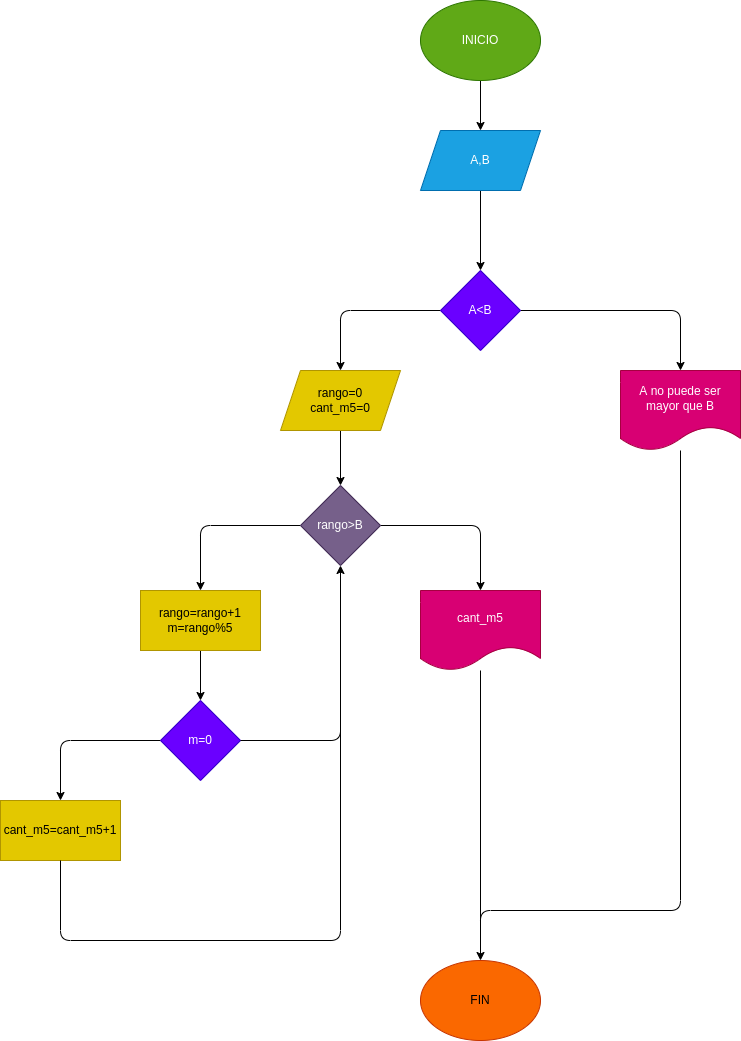 INICIO
A,B
A<B
rango=0
cant_m5=0
A no puede ser
mayor que B
rango>B
rango=rango+1
m=rango%5
cant_m5
m=0
cant_m5=cant_m5+1
FIN